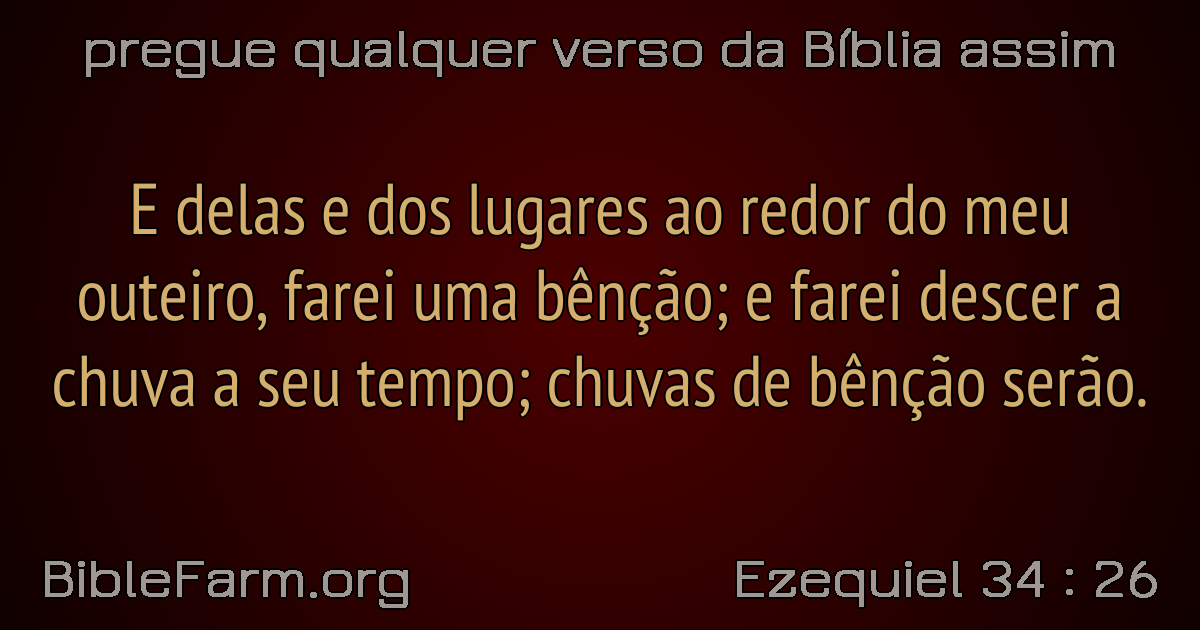 pregue qualquer verso da Bíblia assim
E delas e dos lugares ao redor do meu
outeiro, farei uma bênção; e farei descer a
chuva a seu tempo; chuvas de bênção serão.
BibleFarm.org
Ezequiel 34 : 26